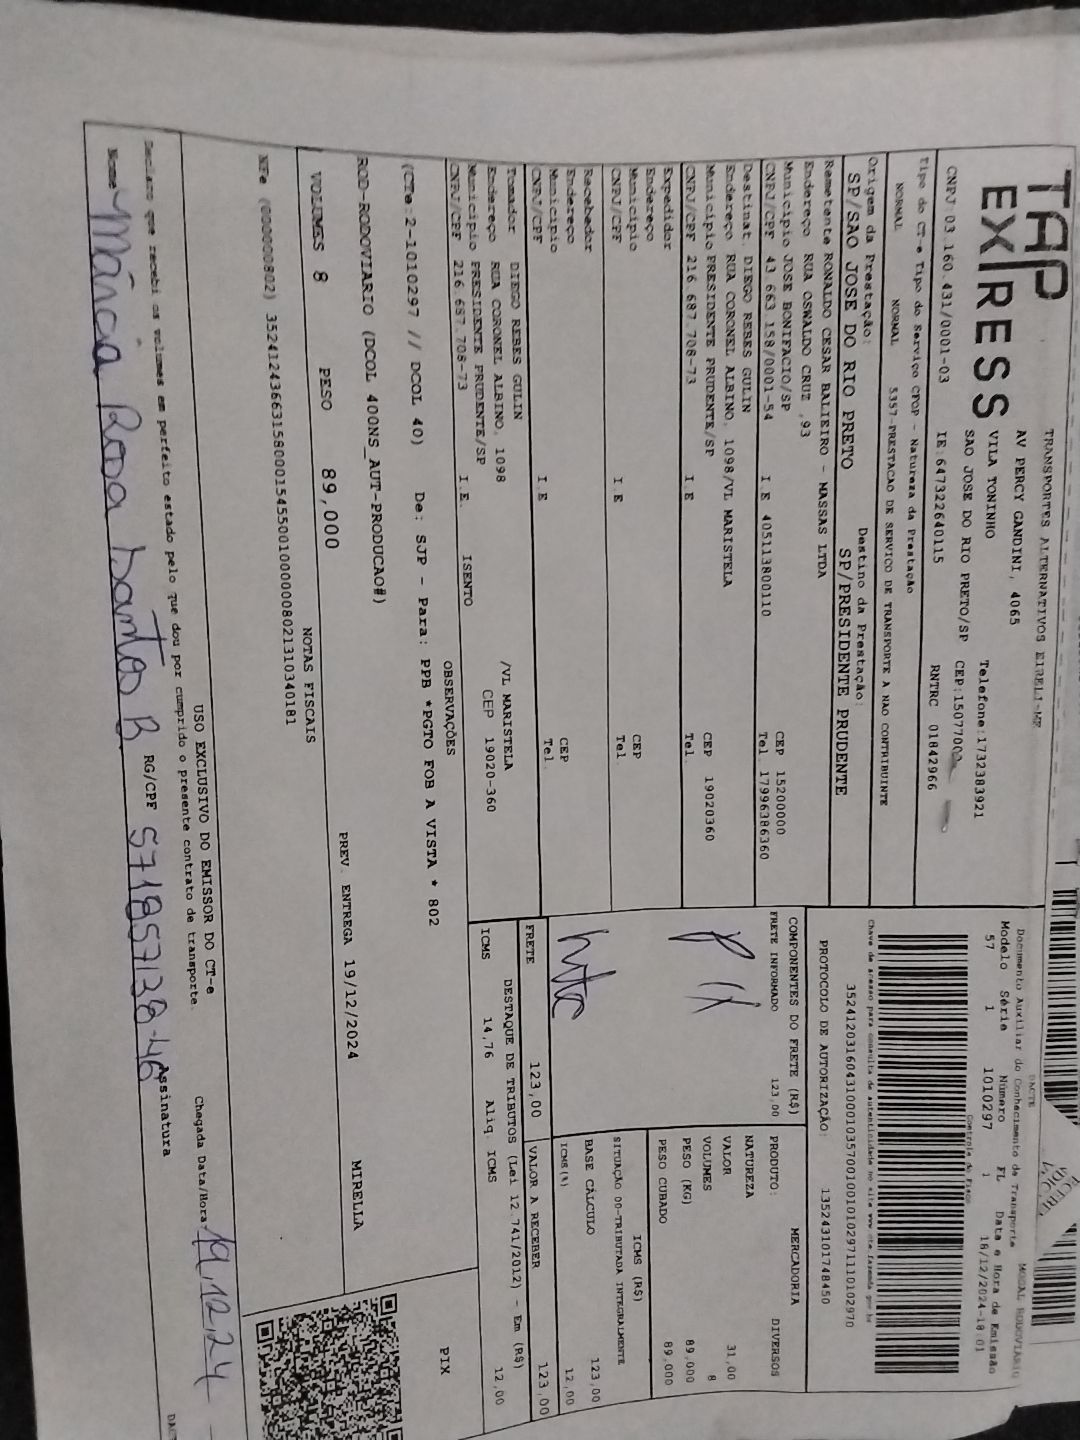 TAP
EXPRESS
TRANSPORTES ALTERNATIVOS EIRELI-ME
AV PERCY GANDINI, 4065
VILA TONINHO
Telefone:1732383921
SAO JOSE DO RIO PRETO/SP
CNPJ:03.160.431/0001-03
IE:647322640115
RNTRC 01842966
Tipo do CT-e Tipo do Serviço CFOP - Natureza da Prestação
NORMAL NORMAL 5357-PRESTACAO DE SERVICO DE TRANSPORTE A NAO CONTRIBUINTE
Origem da Prestação: Destino da Prestação:
SP/SAO JOSE DO RIO PRETO SP/PRESIDENTE PRUDENTE
Remetente RONALDO CESAR BALIEIRO - MASSAS LTDA
Endereço RUA OSWALDO CRUZ ,93
Município JOSE BONIFACIO/SP CEP 15200000
CNPJ/CPF 43.663.158/0001-54 I E 405113800110 Tel. 17996386360
Destinat. DIEGO REBES GULIN
Endereço RUA CORONEL ALBINO, 1098/VL MARISTELA
Município PRESIDENTE PRUDENTE/SP CEP 19020360
CNPJ/CPF 216.687.708-73 I E Tel.
Expedidor
Endereço
Município CEP
CNPJ/CPF I E Tel.
Recebedor
Endereço
Município CEP
CNPJ/CPF I E Tel.
Tomador DIEGO REBES GULIN
Endereço RUA CORONEL ALBINO, 1098 /VL MARISTELA
Município PRESIDENTE PRUDENTE/SP CEP 19020-360
CNPJ/CPF 216.687.708-73 I E. ISENTO
DACTE
MODAL RODOVIARIO
Documento Auxiliar do Conhecimento de Transporte
Modelo Série Número FL Data e Hora de Emissão
57 1 1010297 1 18/12/2024-18:01
Controle do Fisco
Chave de acesso para consulta de autenticidade no site www.cte.fazenda.gov.br
PROTOCOLO DE AUTORIZAÇÃO: 135243101748450
COMPONENTES DO FRETE (R$)
FRETE INFORMADO 123,00
PIX
MERCADORIA
PRODUTO: DIVERSOS
NATUREZA
VALOR 31,00
VOLUMES 8
PESO (KG) 89,000
PESO CUBADO 89,000
ICMS (R$)
SITUAÇÃO 00-TRIBUTADA INTEGRALMENTE
BASE CÁLCULO 123,00
ICMS (%) 12,00
FRETE 123,00 VALOR A RECEBER 123,00
DESTAQUE DE TRIBUTOS (Lei 12.741/2012) - Em (R$)
ICMS 14,76 Aliq. ICMS 12,00
OBSERVAÇÕES
(CTe:2-1010297 // DCOL 40) De: SJP - Para: PPB *PGTO FOB A VISTA * 802
PIX
ROD-RODOVIARIO (DCOL 400NS_AUT-PRODUCAO#)
MIRELLA
VOLUMES 8 PESO 89,000 PREV. ENTREGA 19/12/2024
NOTAS FISCAIS
USO EXCLUSIVO DO EMISSOR DO CT-e
Declaro que recebi os volumes em perfeito estado pelo que dou por cumprido o presente contrato de transporte.
Chegada Data/Hora: 19.12.24
Nome Márcia Rosa Santos B RG/CPF 57185713846 Assinatura